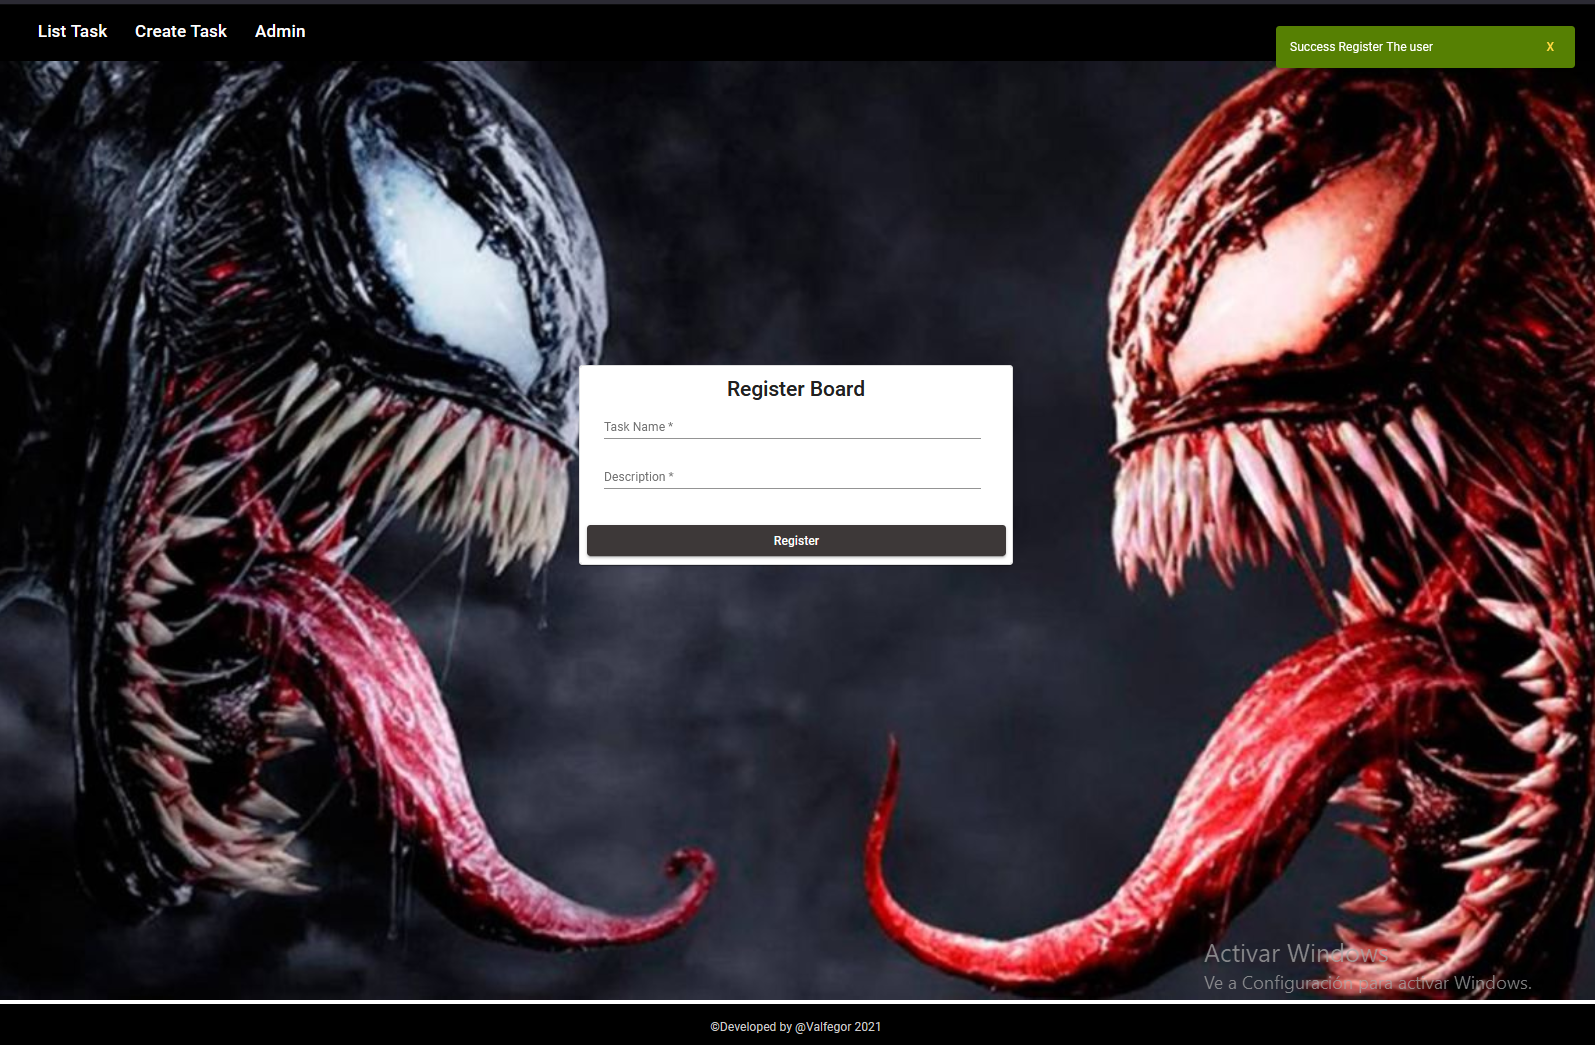 List Task
Create Task
Admin
Success Register The user
X
Register Board
Task Name *
Description *
Register
Activar Windows
Ve a Configuración para activar Windows.
©Developed by @Valfegor 2021